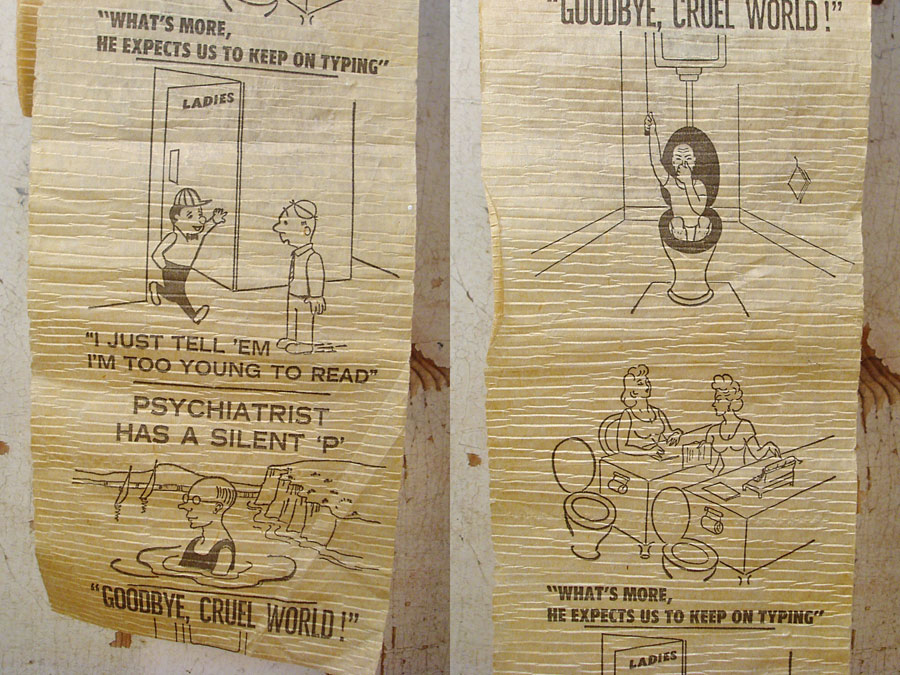 "WHAT'S MORE,
HE EXPECTS US TO KEEP ON TYPING"
LADIES
"I JUST TELL 'EM
I'M TOO YOUNG TO READ"
PSYCHIATRIST
HAS A SILENT 'P'
"GOODBYE, CRUEL WORLD!"
"GOODBYE, CRUEL WORLD!"
"WHAT'S MORE,
HE EXPECTS US TO KEEP ON TYPING"
LADIES